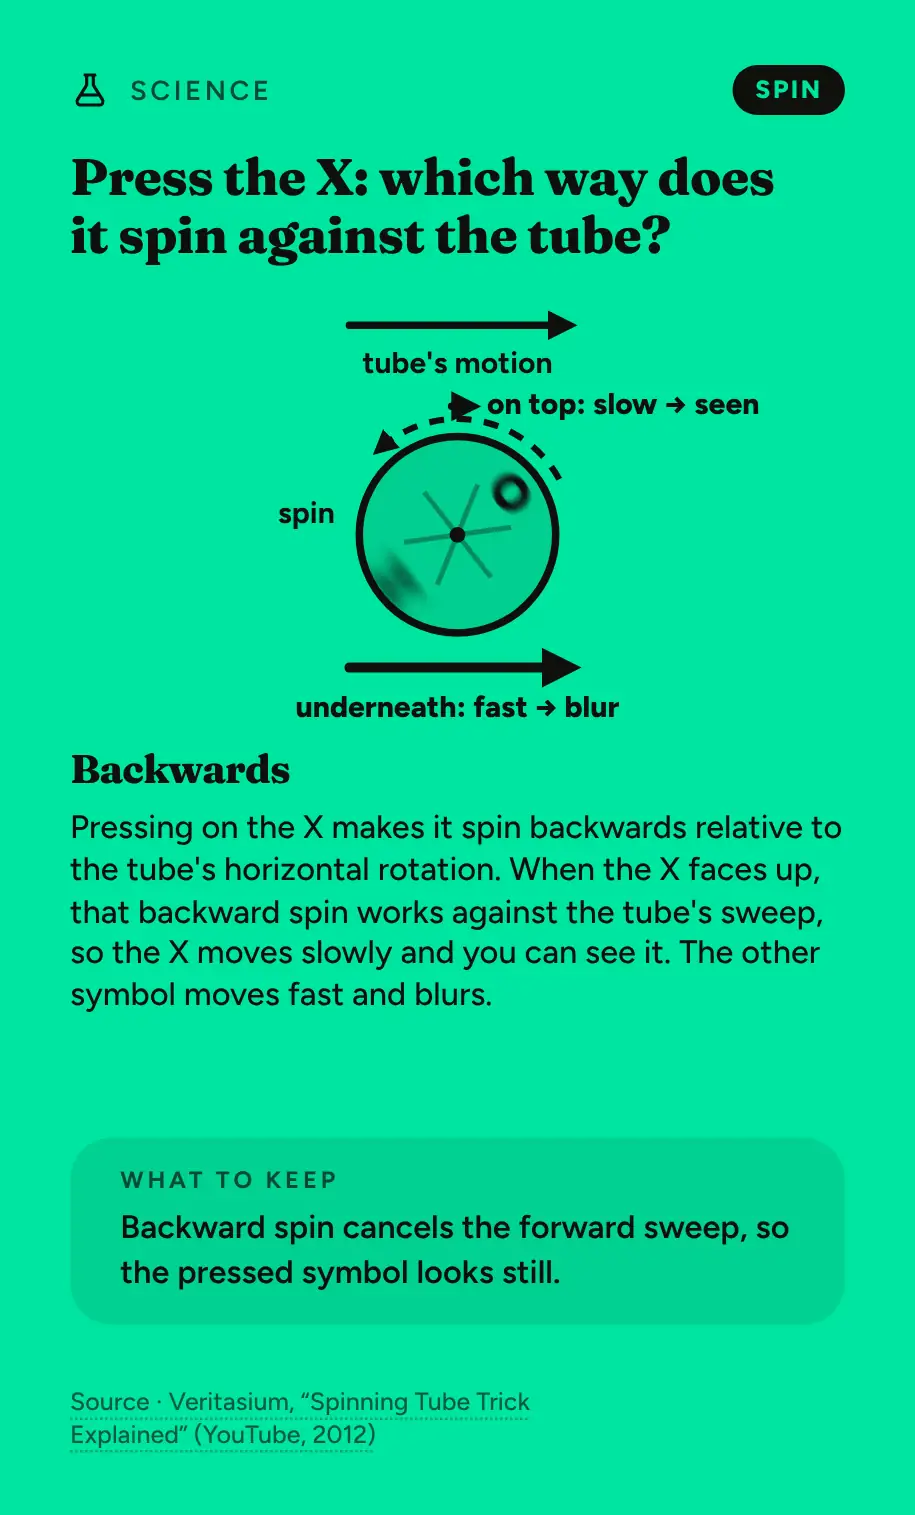 SCIENCE
SPIN
Press the X: which way does
it spin against the tube?
tube's motion
on top: slow → seen
spin
underneath: fast → blur
Backwards
Pressing on the X makes it spin backwards relative to
the tube's horizontal rotation. When the X faces up,
that backward spin works against the tube's sweep,
so the X moves slowly and you can see it. The other
symbol moves fast and blurs.
WHAT TO KEEP
Backward spin cancels the forward sweep, so
the pressed symbol looks still.
Source · Veritasium, “Spinning Tube Trick
Explained” (YouTube, 2012)